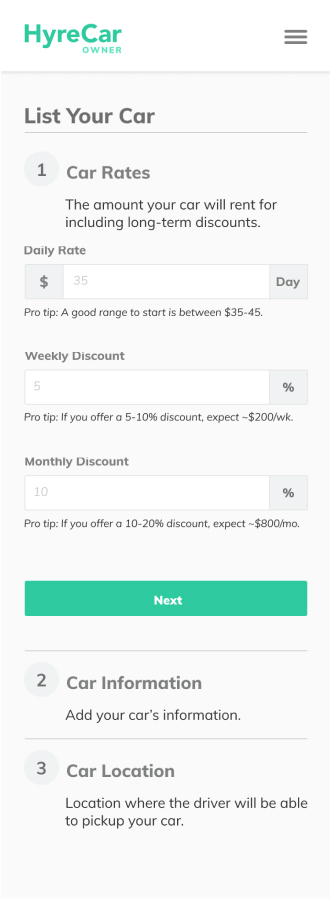 HyreCar
OWNER
List Your Car
1 Car Rates
The amount your car will rent for
including long-term discounts.
Daily Rate
$ 35 Day
Pro tip: A good range to start is between $35-45.
Weekly Discount
5 %
Pro tip: If you offer a 5-10% discount, expect ~$200/wk.
Monthly Discount
10 %
Pro tip: If you offer a 10-20% discount, expect ~$800/mo.
Next
2 Car Information
Add your car’s information.
3 Car Location
Location where the driver will be able
to pickup your car.